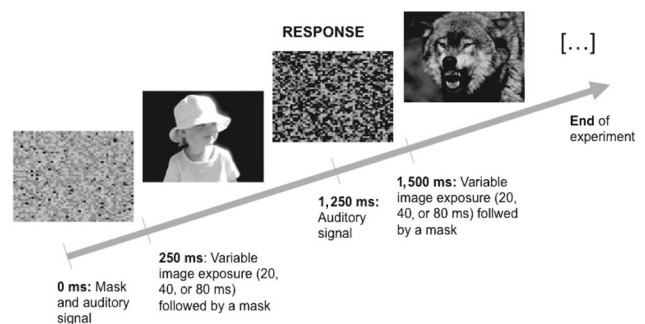 RESPONSE
[...]
End of
experiment
1,500 ms: Variable
image exposure (20,
40, or 80 ms) follwed
by a mask
1,250 ms:
Auditory
signal
250 ms: Variable
image exposure (20,
40, or 80 ms)
followed by a mask
0 ms: Mask
and auditory
signal